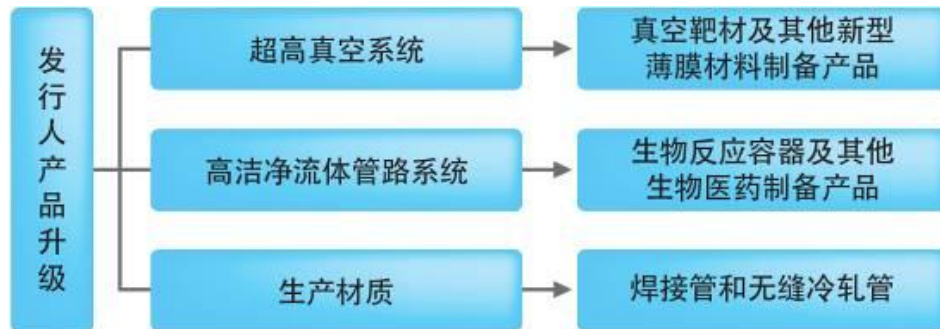 发行人产品升级
超高真空系统
真空靶材及其他新型
薄膜材料制备产品
高洁净流体管路系统
生物反应容器及其他
生物医药制备产品
生产材质
焊接管和无缝冷轧管